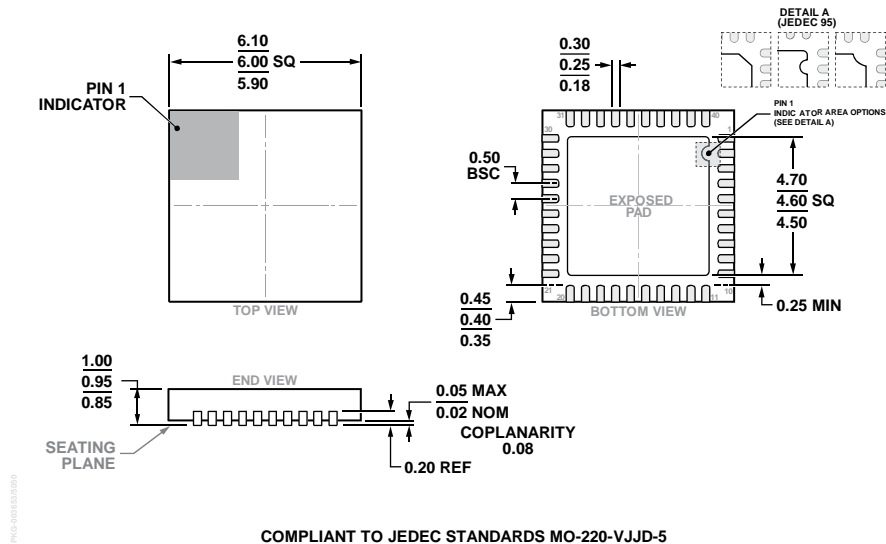 DETAIL A
(JEDEC 95)
6.10
6.00 SQ
5.90
0.30
0.25
0.18
PIN 1
INDICATOR
PIN 1
INDIC ATOR AREA OPTIONS
(SEE DETAIL A)
31
40
30
1
0.50
BSC
EXPOSED
PAD
4.70
4.60 SQ
4.50
21
20
11
10
TOP VIEW
BOTTOM VIEW
0.45
0.40
0.35
0.25 MIN
1.00
0.95
0.85
END VIEW
0.05 MAX
0.02 NOM
COPLANARITY
0.08
SEATING
PLANE
0.20 REF
COMPLIANT TO JEDEC STANDARDS MO-220-VJJD-5